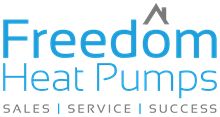 Freedom
Heat Pumps
SALES | SERVICE | SUCCESS